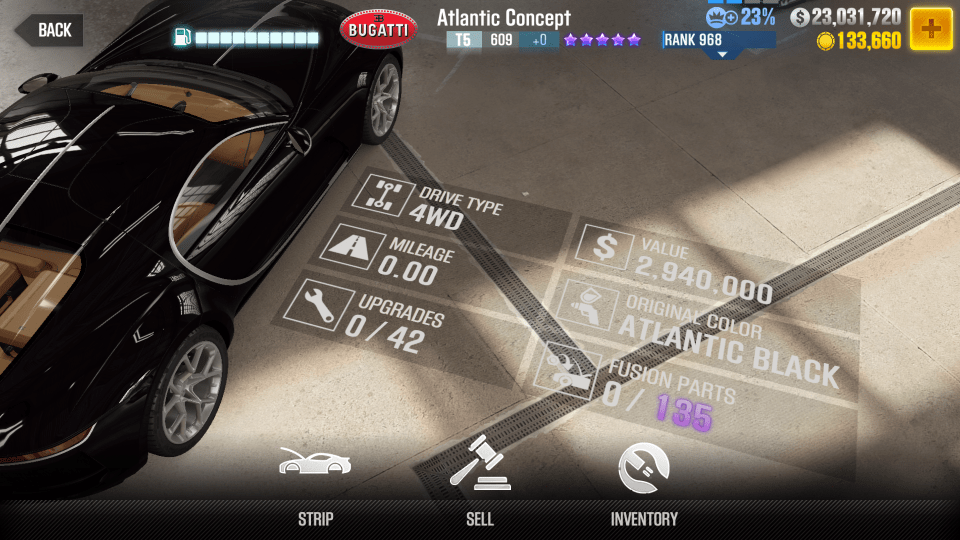 BACK
BUGATTI
Atlantic Concept
T5 609 +0
23%
23,031,720
RANK 968
133,660
DRIVE TYPE
4WD
MILEAGE
0.00
UPGRADES
0 / 42
VALUE
2.940.000
ORIGINAL COLOR
ATLANTIC BLACK
FUSION PARTS
0 / 135
STRIP
SELL
INVENTORY